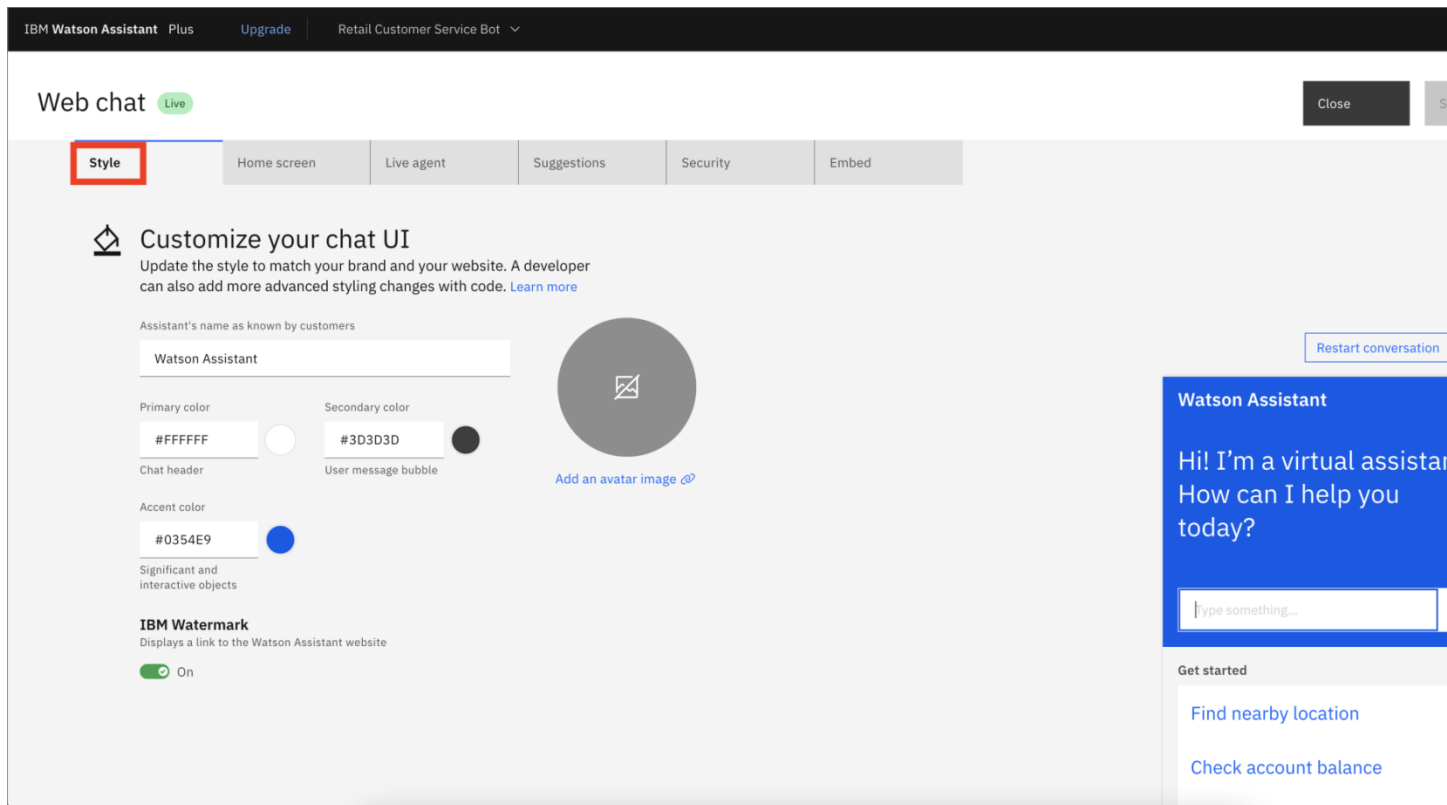 IBM Watson Assistant Plus Upgrade Retail Customer Service Bot
Web chat Live
Close
Style Home screen Live agent Suggestions Security Embed
Customize your chat UI
Update the style to match your brand and your website. A developer
can also add more advanced styling changes with code. Learn more
Assistant's name as known by customers
Watson Assistant
Primary color
#FFFFFF
Chat header
Secondary color
#3D3D3D
User message bubble
Add an avatar image
Accent color
#0354E9
Significant and
interactive objects
IBM Watermark
Displays a link to the Watson Assistant website
On
Restart conversation
Watson Assistant
Hi! I'm a virtual
How can I help you
today?
Type something...
Get started
Find nearby location
Check account balance